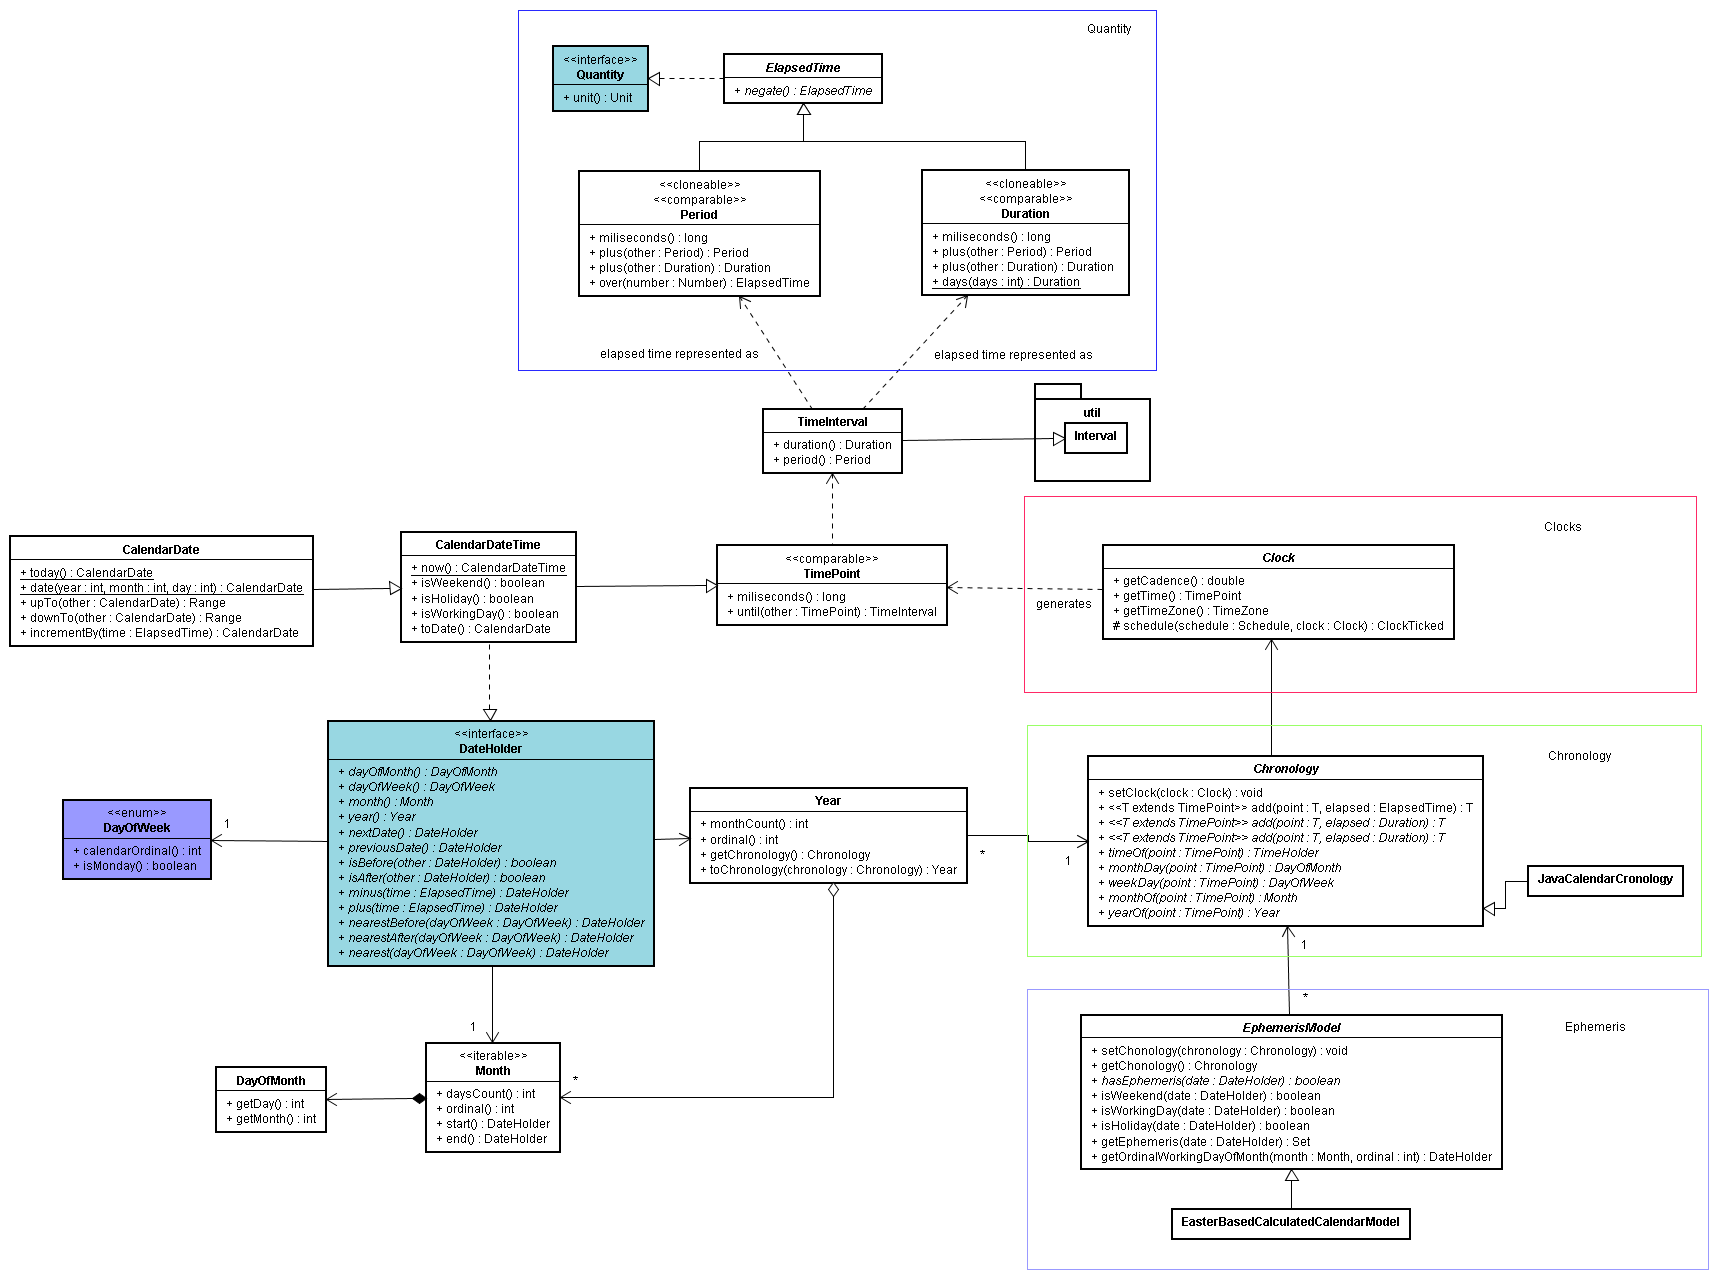 Quantity
<<interface>>
Quantity
+ unit() : Unit
ElapsedTime
+ negate() : ElapsedTime
<<cloneable>>
<<comparable>>
Period
+ miliseconds() : long
+ plus(other : Period) : Period
+ plus(other : Duration) : Duration
+ over(number : Number) : ElapsedTime
<<cloneable>>
<<comparable>>
Duration
+ miliseconds() : long
+ plus(other : Period) : Period
+ plus(other : Duration) : Duration
+ days(days : int) : Duration
elapsed time represented as
elapsed time represented as
TimeInterval
+ duration() : Duration
+ period() : Period
util
Interval
CalendarDate
+ today() : CalendarDate
+ date(year : int, month : int, day : int) : CalendarDate
+ upTo(other : CalendarDate) : Range
+ downTo(other : CalendarDate) : Range
+ incrementBy(time : ElapsedTime) : CalendarDate
CalendarDateTime
+ now() : CalendarDateTime
+ isWeekend() : boolean
+ isHoliday() : boolean
+ isWorkingDay() : boolean
+ toDate() : CalendarDate
<<comparable>>
TimePoint
+ miliseconds() : long
+ until(other : TimePoint) : TimeInterval
generates
Clocks
Clock
+ getCadence() : double
+ getTime() : TimePoint
+ getTimeZone() : TimeZone
# schedule(schedule : Schedule, clock : Clock) : ClockTicked
<<interface>>
DateHolder
+ dayOfMonth() : DayOfMonth
+ dayOfWeek() : DayOfWeek
+ month() : Month
+ year() : Year
+ nextDate() : DateHolder
+ previousDate() : DateHolder
+ isBefore(other : DateHolder) : boolean
+ isAfter(other : DateHolder) : boolean
+ minus(time : ElapsedTime) : DateHolder
+ plus(time : ElapsedTime) : DateHolder
+ nearestBefore(dayOfWeek : DayOfWeek) : DateHolder
+ nearestAfter(dayOfWeek : DayOfWeek) : DateHolder
+ nearest(dayOfWeek : DayOfWeek) : DateHolder
<<enum>>
DayOfWeek
+ calendarOrdinal() : int
+ isMonday() : boolean
1
Year
+ monthCount() : int
+ ordinal() : int
+ getChronology() : Chronology
+ toChronology(chronology : Chronology) : Year
*
1
Chronology
Chronology
+ setClock(clock : Clock) : void
+ <<T extends TimePoint>> add(point : T, elapsed : ElapsedTime) : T
+ <<T extends TimePoint>> add(point : T, elapsed : Duration) : T
+ <<T extends TimePoint>> add(point : T, elapsed : Duration) : T
+ timeOf(point : TimePoint) : TimeHolder
+ monthDay(point : TimePoint) : DayOfMonth
+ weekDay(point : TimePoint) : DayOfWeek
+ monthOf(point : TimePoint) : Month
+ yearOf(point : TimePoint) : Year
JavaCalendarCronology
1
*
Ephemeris
EphemerisModel
+ setChonology(chronology : Chronology) : void
+ getChonology() : Chronology
+ hasEphemeris(date : DateHolder) : boolean
+ isWeekend(date : DateHolder) : boolean
+ isWorkingDay(date : DateHolder) : boolean
+ isHoliday(date : DateHolder) : boolean
+ getEphemeris(date : DateHolder) : Set
+ getOrdinalWorkingDayOfMonth(month : Month, ordinal : int) : DateHolder
EasterBasedCalculatedCalendarModel
1
*
<<iterable>>
Month
+ daysCount() : int
+ ordinal() : int
+ start() : DateHolder
+ end() : DateHolder
DayOfMonth
+ getDay() : int
+ getMonth() : int